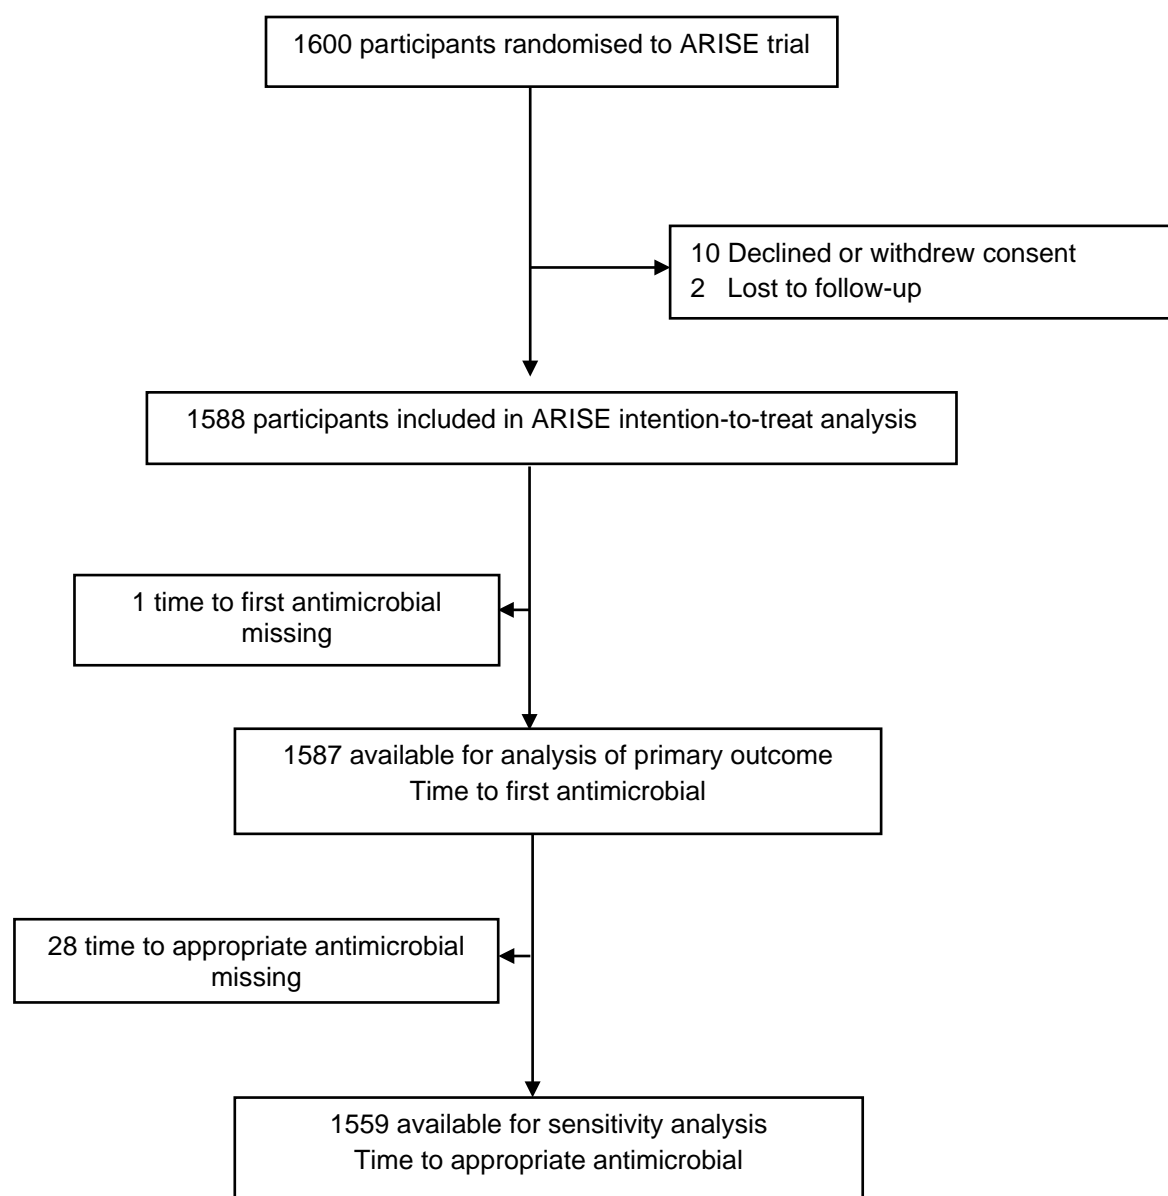 1600 participants randomised to ARISE trial
10 Declined or withdrew consent
2 Lost to follow-up
1588 participants included in ARISE intention-to-treat analysis
1 time to first antimicrobial
missing
1587 available for analysis of primary outcome
Time to first antimicrobial
28 time to appropriate antimicrobial
missing
1559 available for sensitivity analysis
Time to appropriate antimicrobial